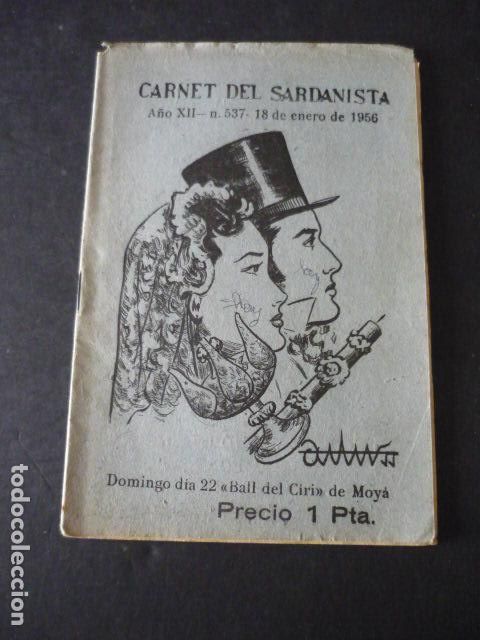 CARNET DEL SARDANISTA
Año XII— n. 537- 18 de enero de 1956
Domingo día 22 «Ball del Ciri» de Moyá
Precio 1 Pta.
todocoleccion